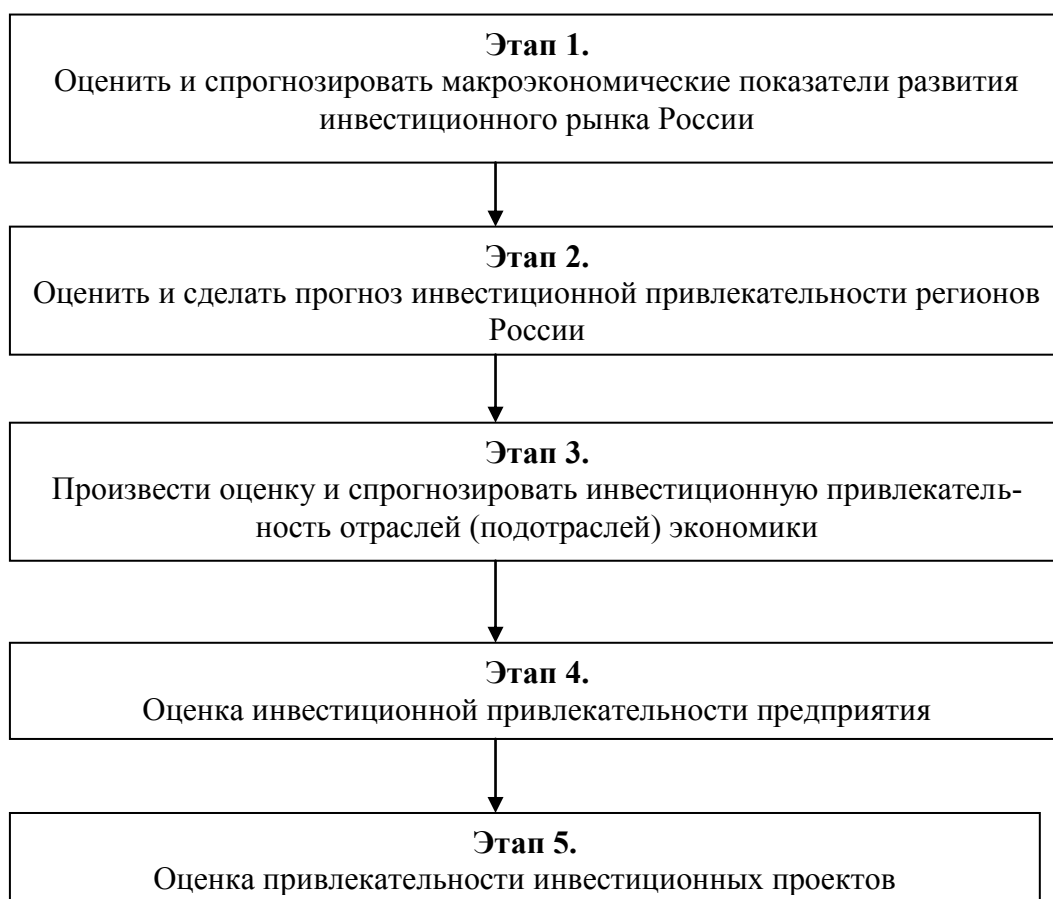 Этап 1.
Оценить и спрогнозировать макроэкономические показатели развития
инвестиционного рынка России
Этап 2.
Оценить и сделать прогноз инвестиционной привлекательности регионов
России
Этап 3.
Произвести оценку и спрогнозировать инвестиционную привлекатель-
ность отраслей (подотраслей) экономики
Этап 4.
Оценка инвестиционной привлекательности предприятия
Этап 5.
Оценка привлекательности инвестиционных проектов